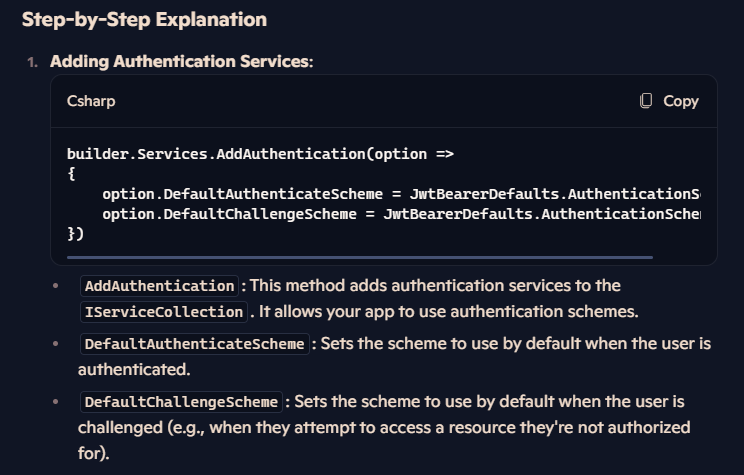 Step-by-Step Explanation
1. Adding Authentication Services:
Csharp
Copy
builder.Services.AddAuthentication(option =>
{
    option.DefaultAuthenticateScheme = JwtBearerDefaults.AuthenticationS
    option.DefaultChallengeScheme = JwtBearerDefaults.AuthenticationSche
})
• AddAuthentication : This method adds authentication services to the
IServiceCollection . It allows your app to use authentication schemes.
• DefaultAuthenticateScheme : Sets the scheme to use by default when the user is
authenticated.
• DefaultChallengeScheme : Sets the scheme to use by default when the user is
challenged (e.g., when they attempt to access a resource they're not authorized
for).